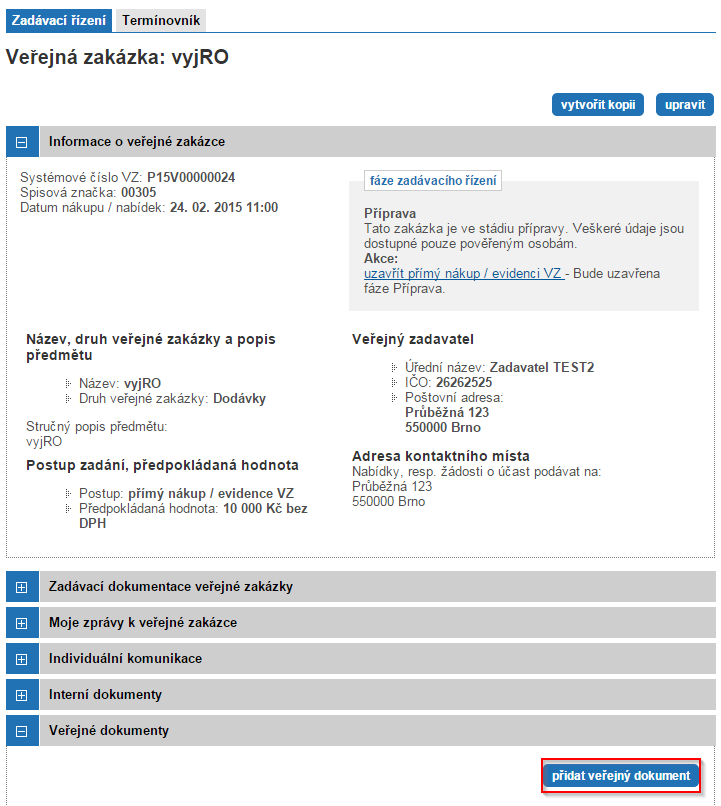 Zadávací řízení Termínovník
Veřejná zakázka: vyjRO
vytvořit kopii upravit
Informace o veřejné zakázce
Systémové číslo VZ: P15V00000024
Spisová značka: 00305
Datum nákupu / nabídek: 24. 02. 2015 11:00
fáze zadávacího řízení
Příprava
Tato zakázka je ve stádiu přípravy. Veškeré údaje jsou
dostupné pouze pověřeným osobám.
Akce:
uzavřít přímý nákup / evidenci VZ - Bude uzavřena
fáze Příprava.
Název, druh veřejné zakázky a popis
předmětu
Název: vyjRO
Druh veřejné zakázky: Dodávky
Stručný popis předmětu:
vyjRO
Postup zadání, předpokládaná hodnota
Postup: přímý nákup / evidence VZ
Předpokládaná hodnota: 10 000 Kč bez
DPH
Veřejný zadavatel
Úřední název: Zadavatel TEST2
IČO: 26262525
Poštovní adresa:
Průběžná 123
550000 Brno
Adresa kontaktního místa
Nabídky, resp. žádosti o účast podávat na:
Průběžná 123
550000 Brno
Zadávací dokumentace veřejné zakázky
Moje zprávy k veřejné zakázce
Individuální komunikace
Interní dokumenty
Veřejné dokumenty
přidat veřejný dokument